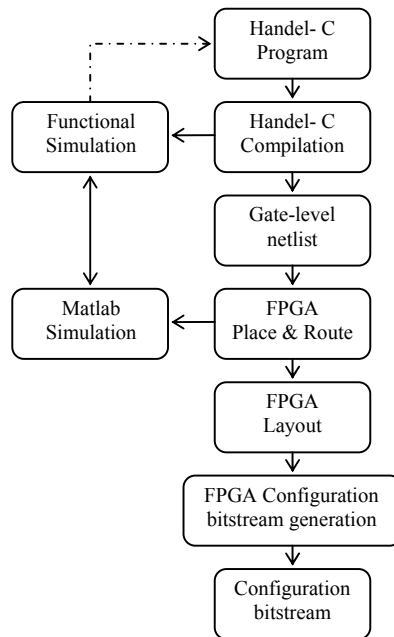 Handel- C
Program
Functional
Simulation
Handel- C
Compilation
Gate-level
netlist
Matlab
Simulation
FPGA
Place & Route
FPGA
Layout
FPGA Configuration
bitstream generation
Configuration
bitstream